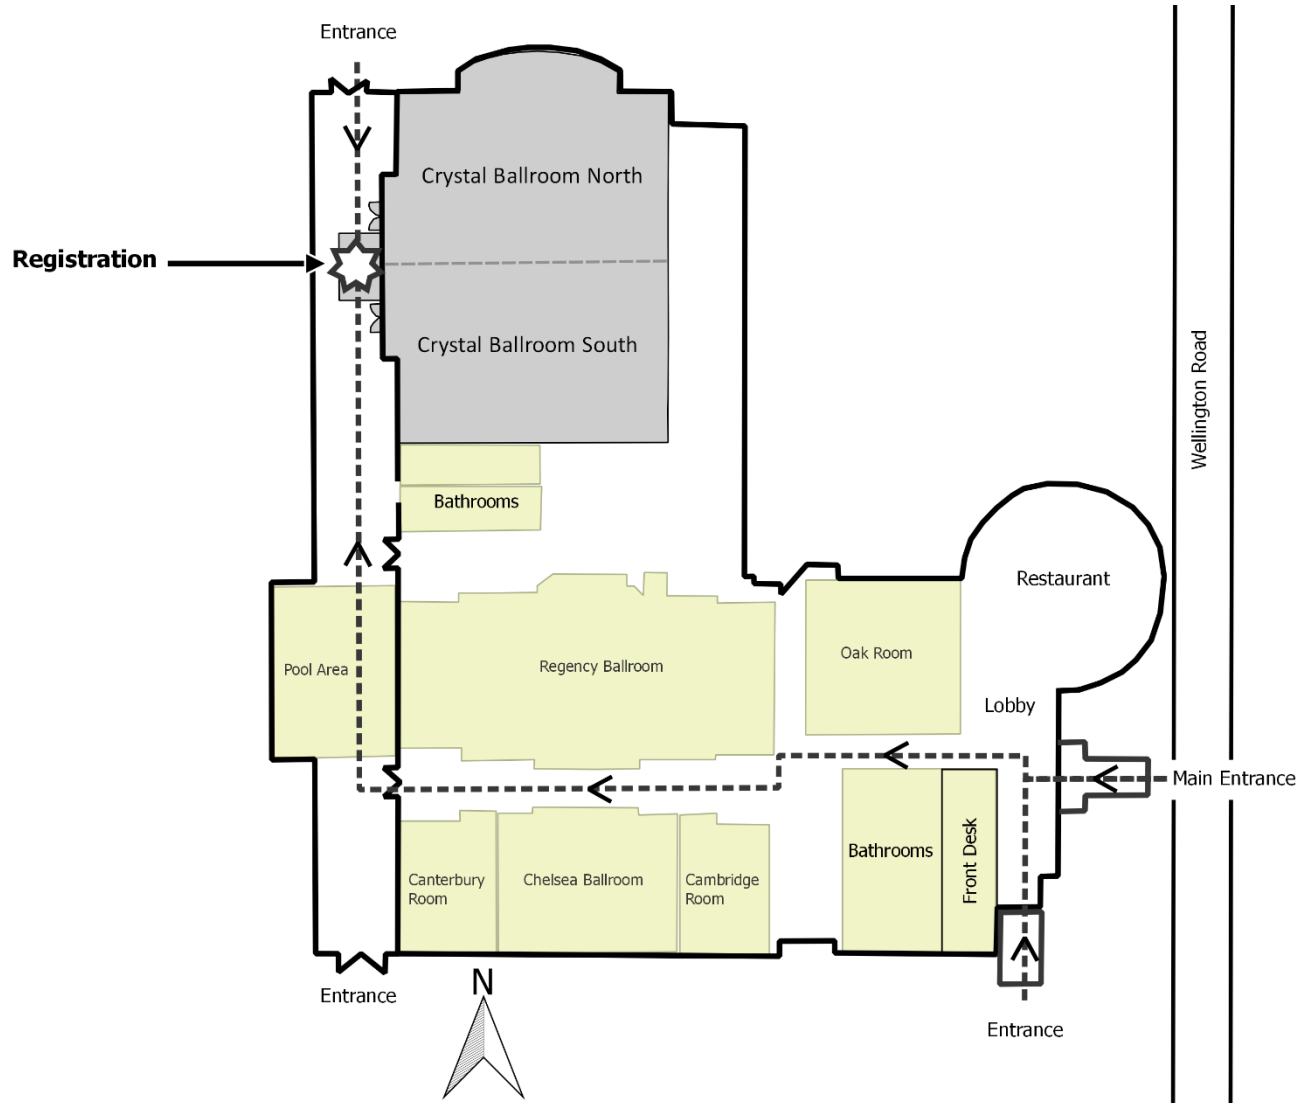 Entrance
Crystal Ballroom North
Registration
Crystal Ballroom South
Wellington Road
Bathrooms
Restaurant
Oak Room
Pool Area
Regency Ballroom
Lobby
Main Entrance
Bathrooms
Front Desk
Canterbury
Room
Chelsea Ballroom
Cambridge
Room
N
Entrance
Entrance